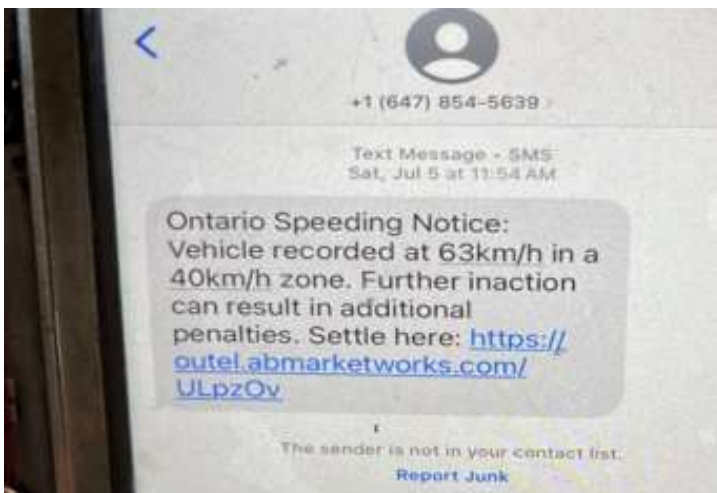 +1 (647) 854-5639 >
Text Message - SMS
Sat, Jul 5 at 11:54 AM
Ontario Speeding Notice:
Vehicle recorded at 63km/h in a
40km/h zone. Further inaction
can result in additional
penalties. Settle here: https://
outel.abmarketworks.com/
ULpzOv
The sender is not in your contact list.
Report Junk